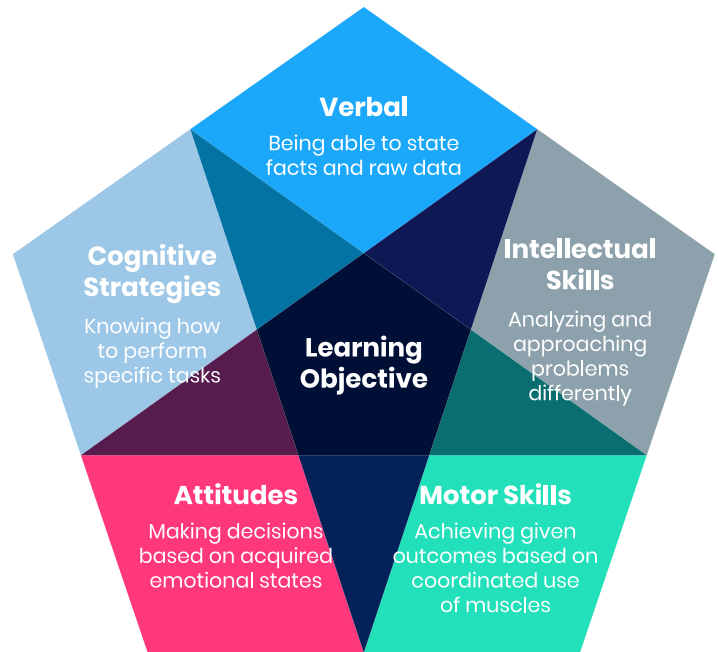 Verbal
Being able to state
facts and raw data
Cognitive
Strategies
Knowing how
to perform
specific tasks
Intellectual
Skills
Analyzing and
approaching
problems
differently
Learning
Objective
Attitudes
Making decisions
based on acquired
emotional states
Motor Skills
Achieving given
outcomes based on
coordinated use
of muscles